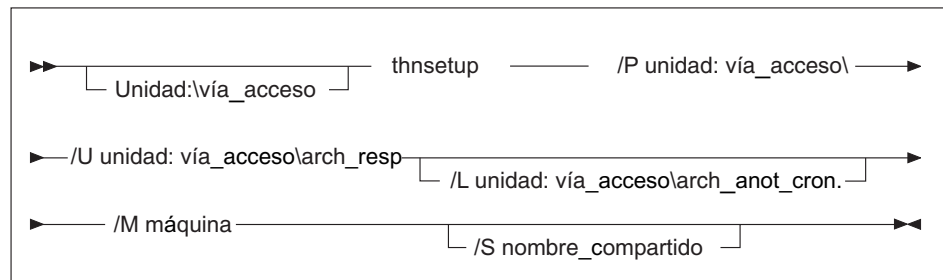 thnsetup /P unidad: vía_acceso\
Unidad:\vía_acceso
/U unidad: vía_acceso\arch_resp
/L unidad: vía_acceso\arch_anot_cron.
/M máquina
/S nombre_compartido